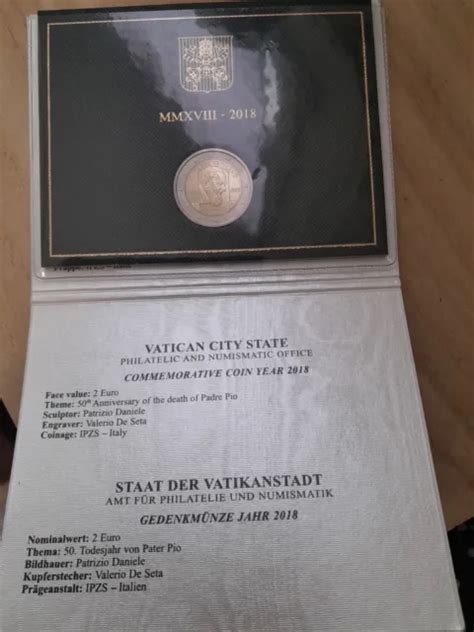 MMXVIII - 2018
VATICAN CITY STATE
PHILATELIC AND NUMISMATIC OFFICE
COMMEMORATIVE COIN YEAR 2018
Face value: 2 Euro
Theme: 50th Anniversary of the death of Padre Pio
Sculptor: Patrizio Daniele
Engraver: Valerio De Seta
Coinage: IPZS – Italy
STAAT DER VATIKANSTADT
AMT FÜR PHILATELIE UND NUMISMATIK
GEDENKMÜNZE JAHR 2018
Nominalwert: 2 Euro
Thema: 50. Todesjahr von Pater Pio
Bildhauer: Patrizio Daniele
Kupferstecher: Valerio De Seta
Prägeanstalt: IPZS – Italien